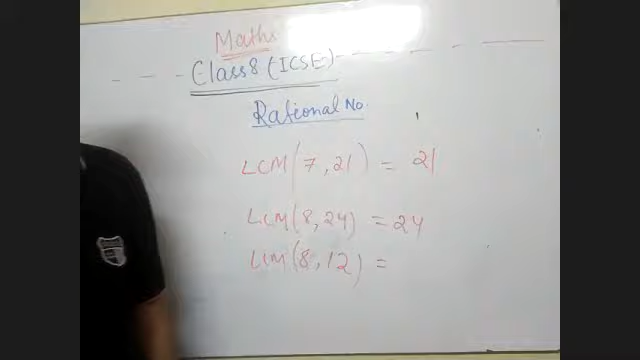 Maths
Class 8 (ICSE)
Rational No.
LCM(7, 21) = 21
LCM(8, 24) = 24
LCM(8, 12) =